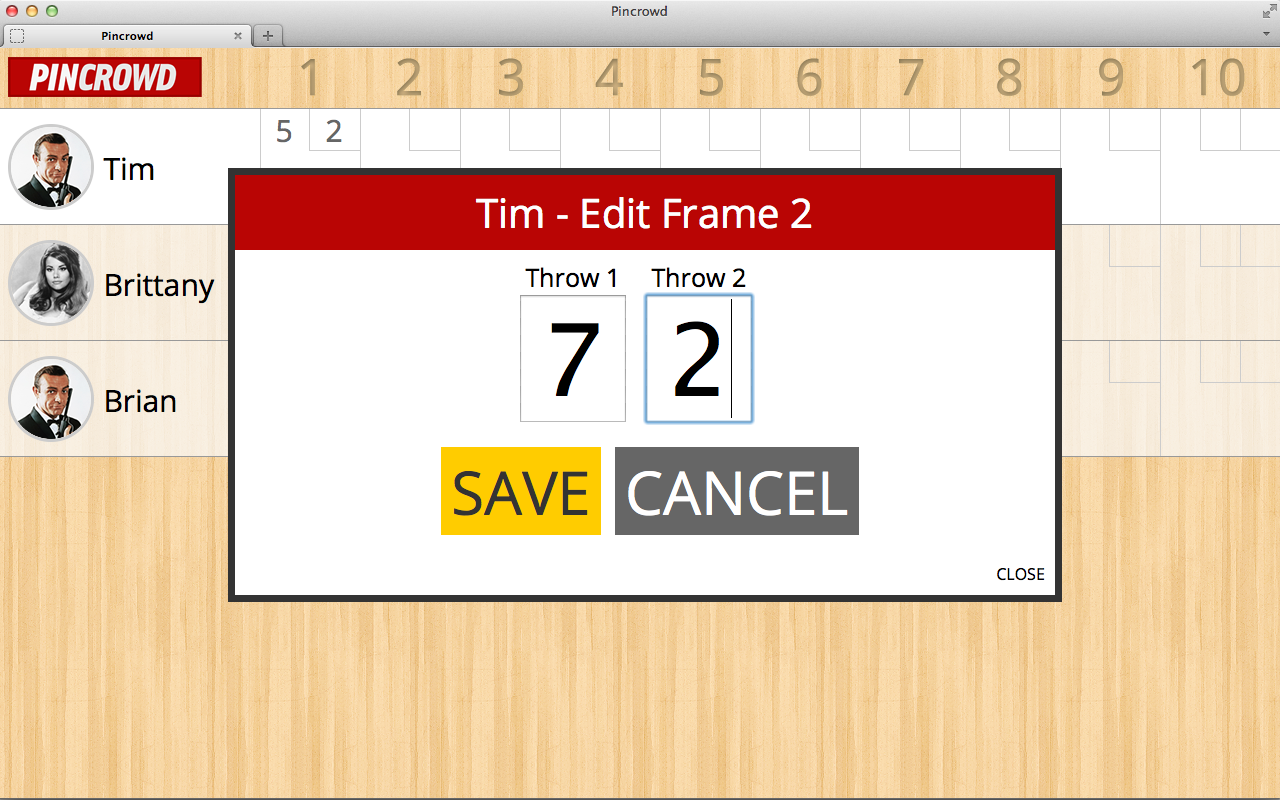 Pincrowd
Pincrowd
PINCROWD 1 2 3 4 5 6 7 8 9 10
5 2
Tim
Tim - Edit Frame 2
Throw 1 Throw 2
7 2
Brittany
Brian
SAVE CANCEL
CLOSE